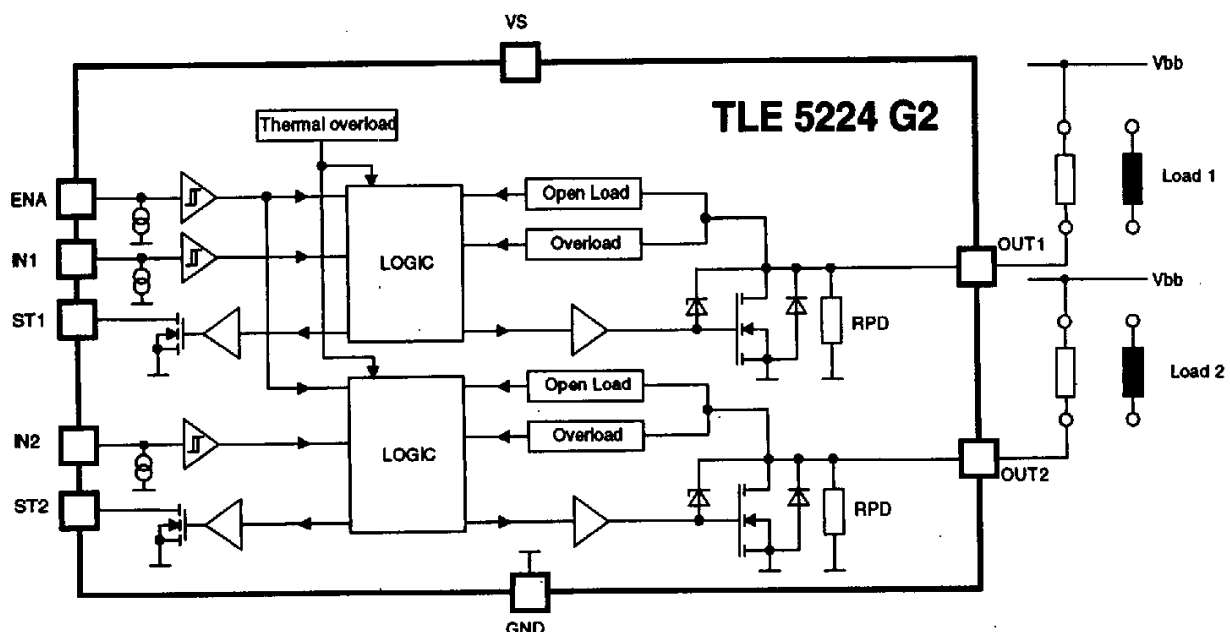 VS
Vbb
TLE 5224 G2
Thermal overload
ENA
Open Load
Load 1
IN1
Overload
OUT1
LOGIC
Vbb
ST1
RPD
Open Load
Load 2
IN2
Overload
LOGIC
OUT2
ST2
RPD
GND